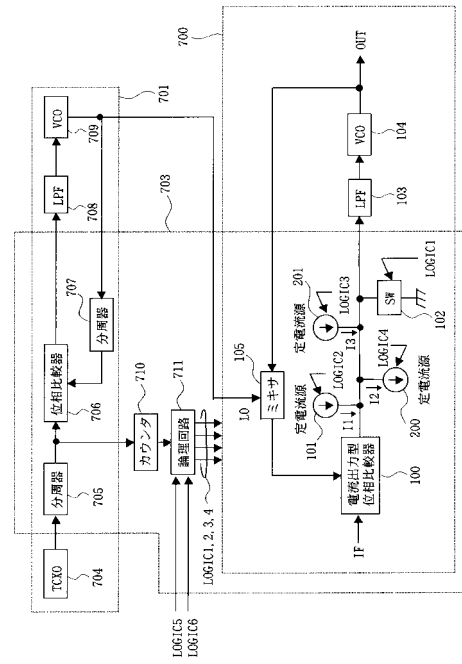 700
701
VCO
709
LPF
708
703
707
分周器
位相比較器
706
分周器
705
TCXO
704
710
カウンタ
711
論理回路
LOGIC1, 2, 3, 4
LOGIC5
LOGIC6
LO
105
ミキサ
OUT
VCO
104
LPF
103
201
定電流源
LOGIC3
I3
LOGIC1
SW
102
定電流源
101
LOGIC2
I1
LOGIC4
I2
200
定電流源
電流出力型
位相比較器
100
IF